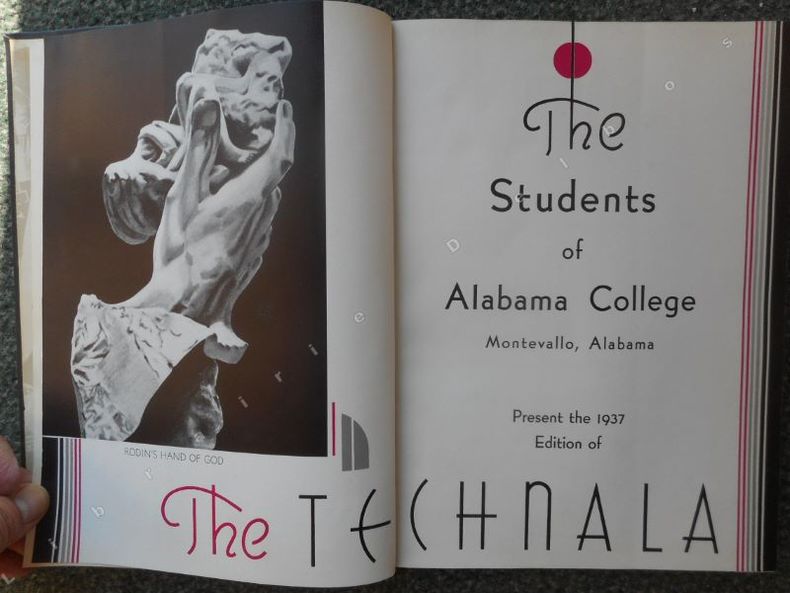 RODIN'S HAND OF GOD
The
Students
of
Alabama College
Montevallo, Alabama
Present the 1937
Edition of
The TECHNALA